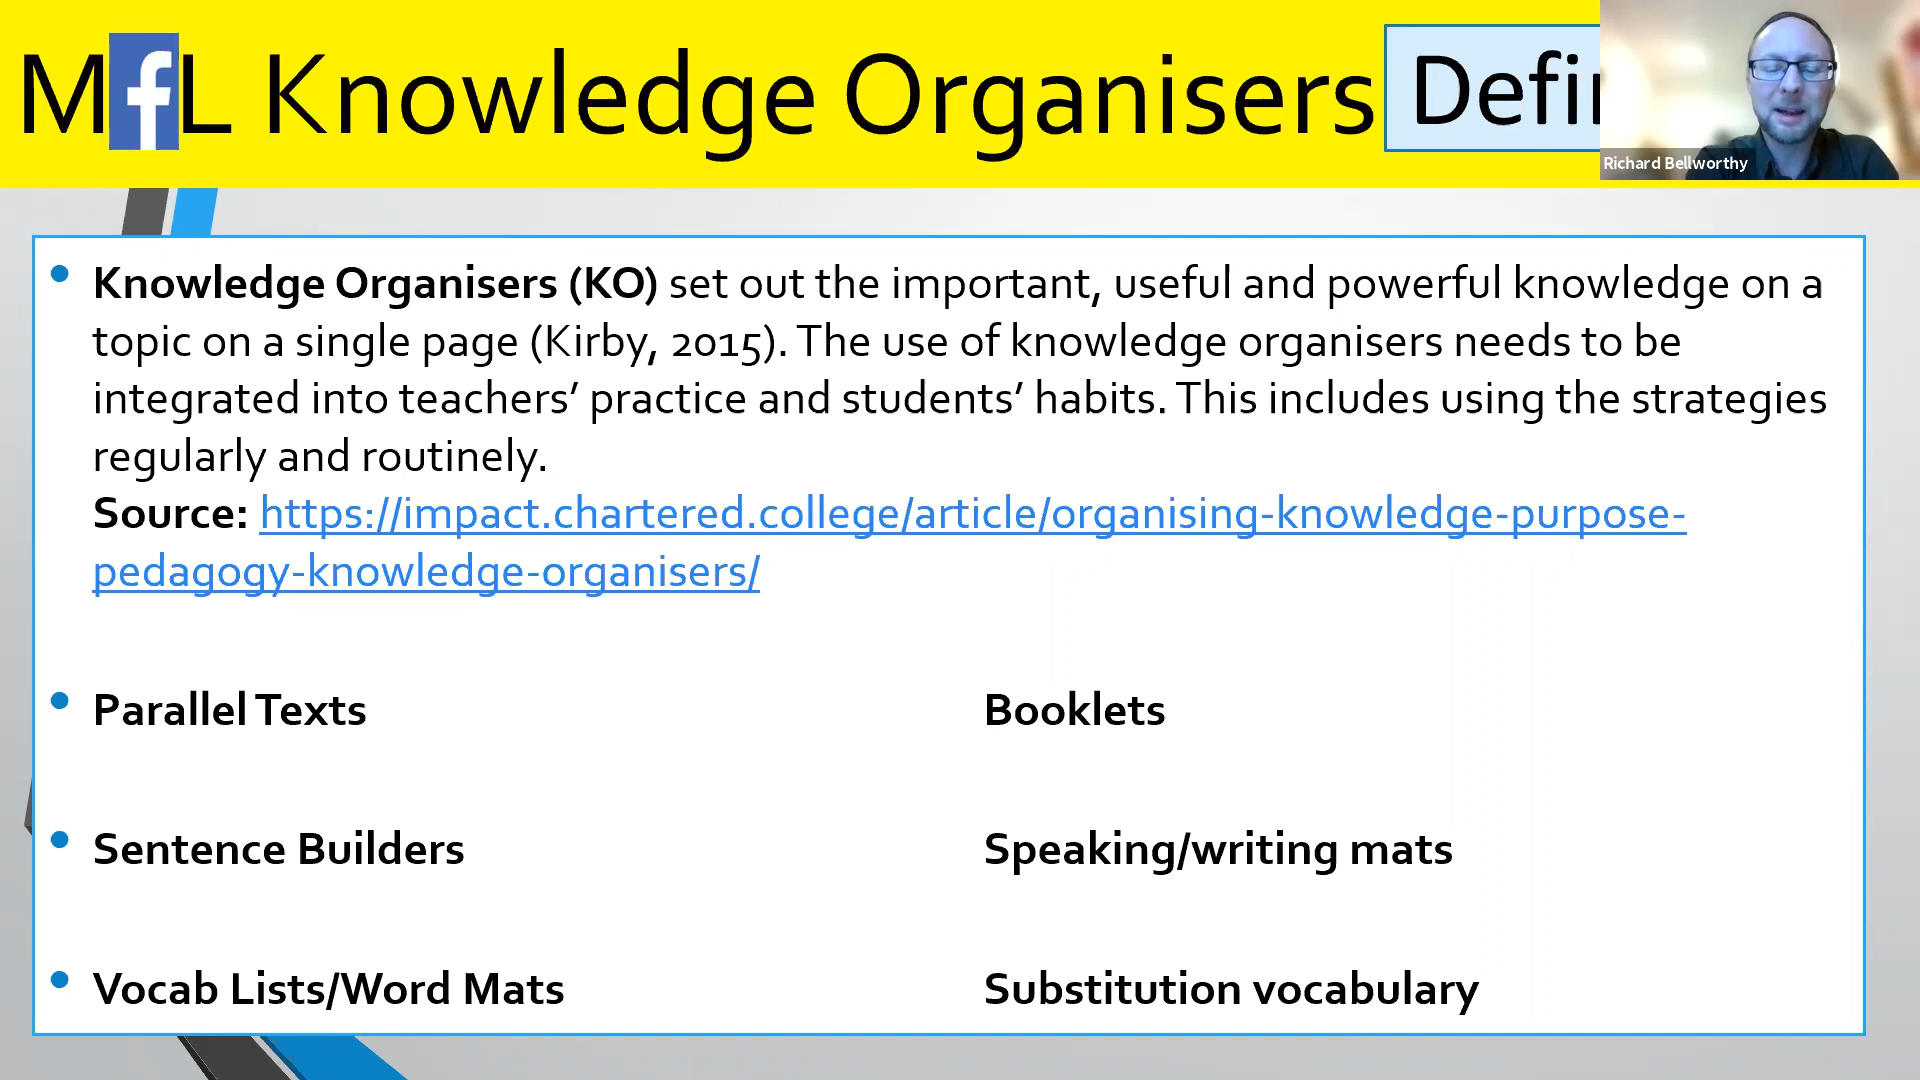 MfL Knowledge Organisers
Richard Bellworthy
Knowledge Organisers (KO) set out the important, useful and powerful knowledge on a
topic on a single page (Kirby, 2015). The use of knowledge organisers needs to be
integrated into teachers’ practice and students’ habits. This includes using the strategies
regularly and routinely.
Source: https://impact.chartered.college/article/organising-knowledge-purpose-
pedagogy-knowledge-organisers/
Parallel Texts Booklets
Sentence Builders Speaking/writing mats
Vocab Lists/Word Mats Substitution vocabulary